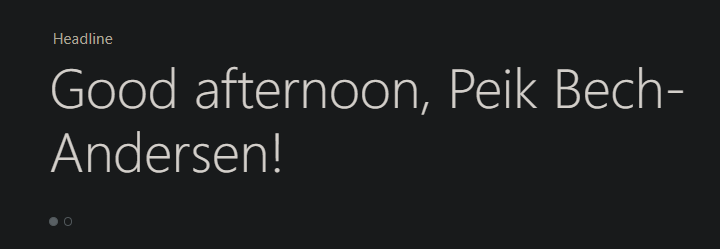 Headline
Good afternoon, Peik Bech-
Andersen!